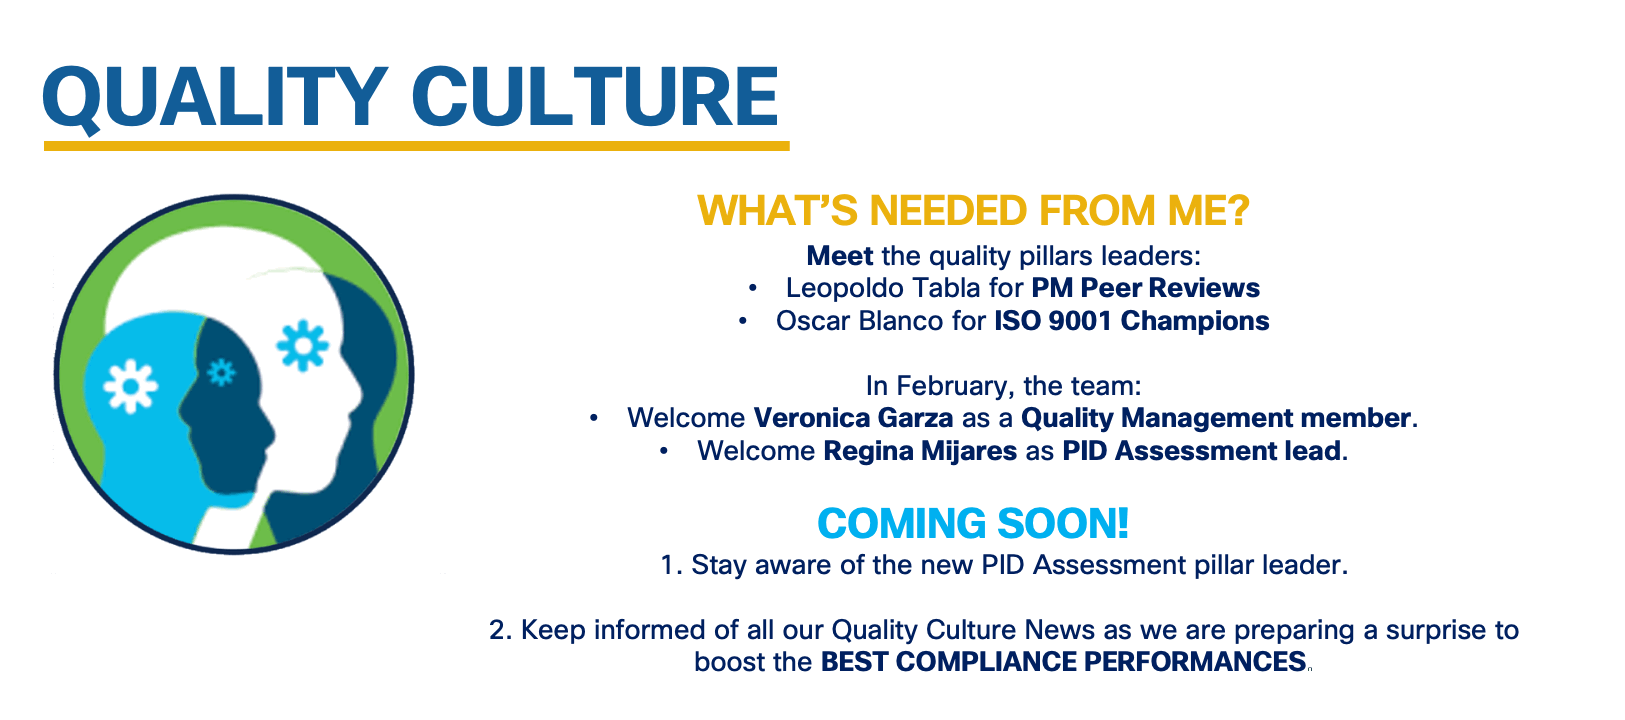 QUALITY CULTURE
WHAT’S NEEDED FROM ME?
Meet the quality pillars leaders:
• Leopoldo Tabla for PM Peer Reviews
• Oscar Blanco for ISO 9001 Champions
In February, the team:
• Welcome Veronica Garza as a Quality Management member.
• Welcome Regina Mijares as PID Assessment lead.
COMING SOON!
1. Stay aware of the new PID Assessment pillar leader.
2. Keep informed of all our Quality Culture News as we are preparing a surprise to
boost the BEST COMPLIANCE PERFORMANCES.